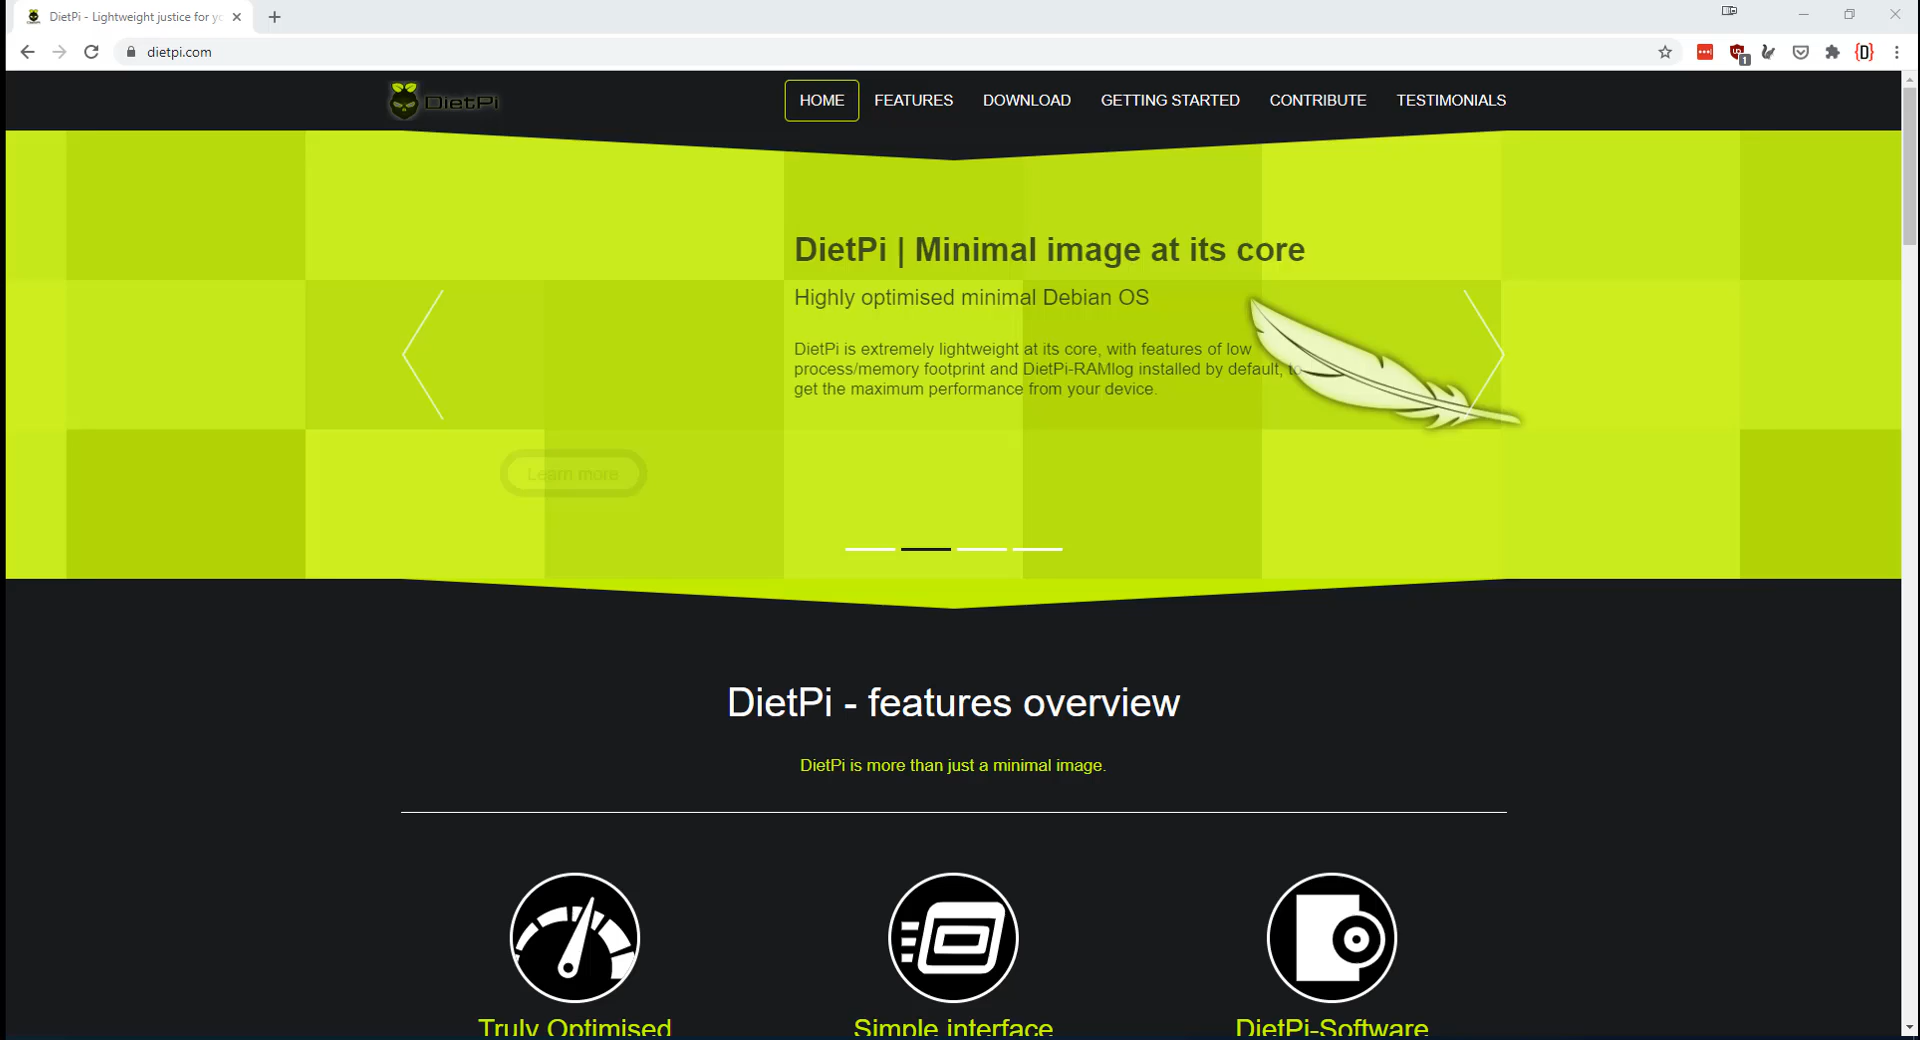 DietPi - Lightweight justice for yo
dietpi.com
1
DietPi
HOME FEATURES DOWNLOAD GETTING STARTED CONTRIBUTE TESTIMONIALS
DietPi | Minimal image at its core
Highly optimised minimal Debian OS
DietPi is extremely lightweight at its core, with features of low
process/memory footprint and DietPi-RAMlog installed by default, to
get the maximum performance from your device.
Learn more
DietPi - features overview
DietPi is more than just a minimal image.
Truly Optimised
Simple interface
DietPi-Software